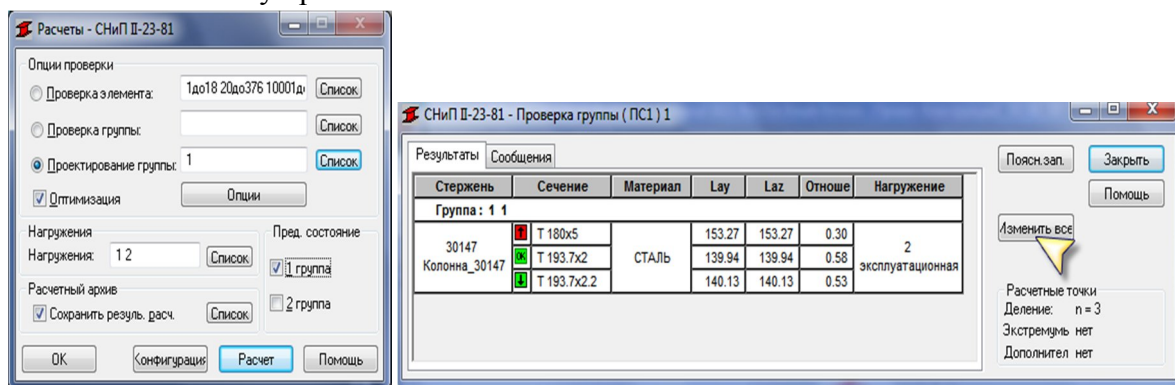 Расчеты - СНиП II-23-81
Опции проверки
Проверка элемента: 1до18 20до376 10001д Список
Проверка группы: Список
Проектирование группы: 1 Список
Оптимизация Опции
Нагружения
Нагружения: 1 2 Список
Пред. состояние
1 группа
2 группа
Расчетный архив
Сохранить резуль. расч. Список
OK Конфигурация Расчет Помощь
СНиП II-23-81 - Проверка группы ( ПС1 ) 1
Результаты Сообщения
Стержень Сечение Материал Lay Laz Отноше Нагружение
Группа : 1 1
30147 Колонна_30147 СТАЛЬ 2 эксплуатационная
T 180x5 153.27 153.27 0.30
OK T 193.7x2 139.94 139.94 0.58
T 193.7x2.2 140.13 140.13 0.53
Поясн.зап. Закрыть
Помощь
Изменить все
Расчетные точки
Деление: n = 3
Экстремумь нет
Дополнител нет